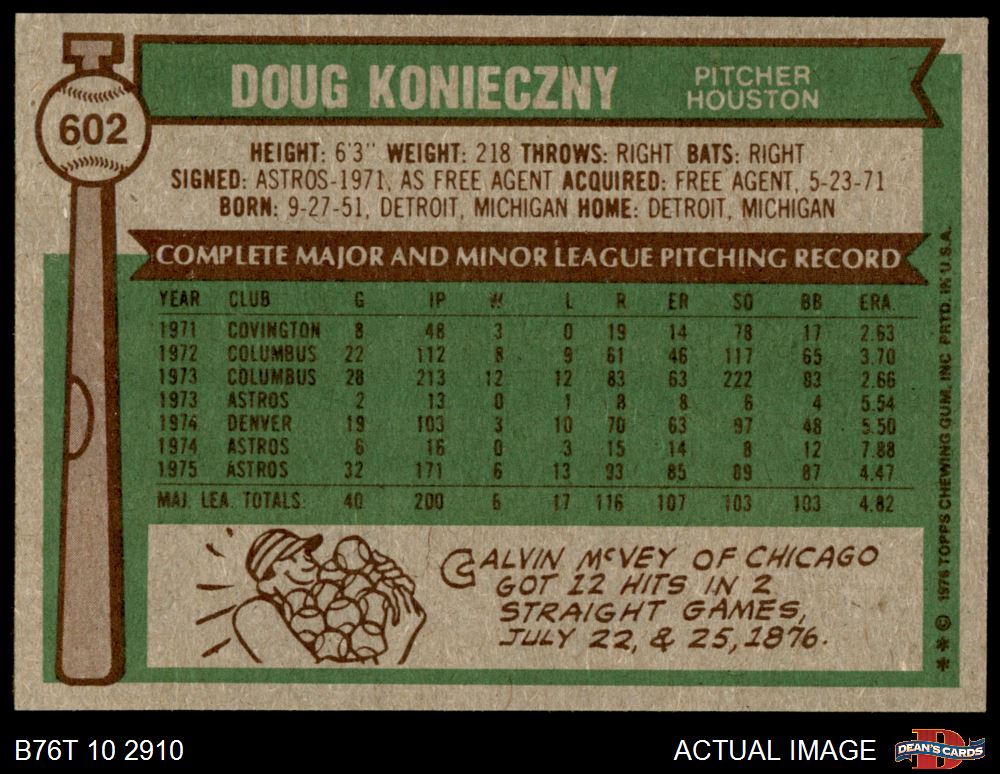 602
DOUG KONIECZNY
PITCHER
HOUSTON
HEIGHT: 6'3" WEIGHT: 218 THROWS: RIGHT BATS: RIGHT
SIGNED: ASTROS-1971, AS FREE AGENT ACQUIRED: FREE AGENT, 5-23-71
BORN: 9-27-51, DETROIT, MICHIGAN HOME: DETROIT, MICHIGAN
COMPLETE MAJOR AND MINOR LEAGUE PITCHING RECORD
YEAR CLUB G IP W L R ER SO BB ERA.
1971 COVINGTON 8 48 3 0 19 14 78 17 2.63
1972 COLUMBUS 22 112 8 9 61 46 117 65 3.70
1973 COLUMBUS 28 213 12 12 83 63 222 83 2.66
1973 ASTROS 2 13 0 1 8 8 6 4 5.54
1974 DENVER 19 103 3 10 70 63 97 48 5.50
1974 ASTROS 6 16 0 3 15 14 8 12 7.88
1975 ASTROS 32 171 6 13 93 85 89 87 4.47
MAJ. LEA. TOTALS: 40 200 6 17 116 107 103 103 4.82
CALVIN McVEY OF CHICAGO
GOT 12 HITS IN 2
STRAIGHT GAMES,
JULY 22, & 25, 1876.
** © 1976 TOPPS CHEWING GUM, INC PRTD. IN U.S.A.
B76T 10 2910
ACTUAL IMAGE
D
DEAN'S CARDS